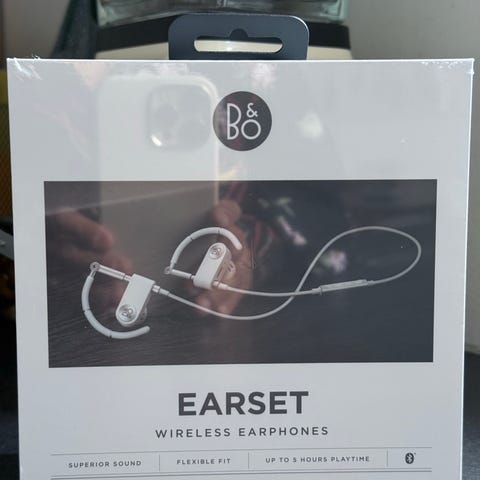 B&O
EARSET
WIRELESS EARPHONES
SUPERIOR SOUND
FLEXIBLE FIT
UP TO 5 HOURS PLAYTIME